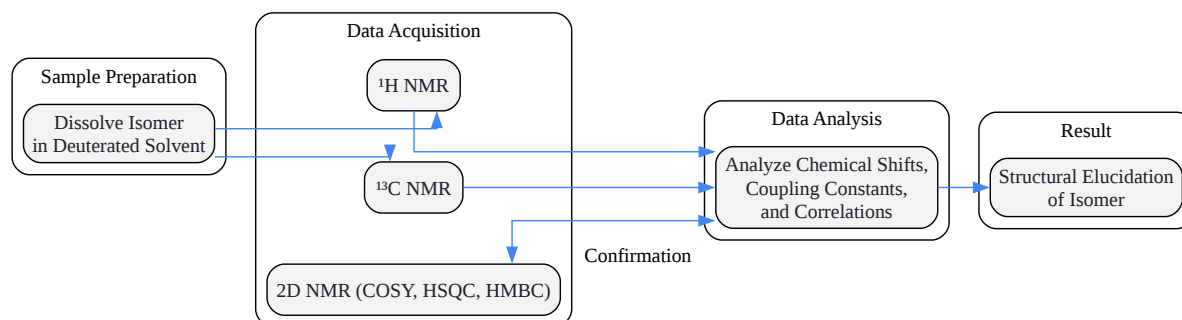 Sample Preparation
Dissolve Isomer
in Deuterated Solvent
Data Acquisition
¹H NMR
¹³C NMR
2D NMR (COSY, HSQC, HMBC)
Confirmation
Data Analysis
Analyze Chemical Shifts,
Coupling Constants,
and Correlations
Result
Structural Elucidation
of Isomer